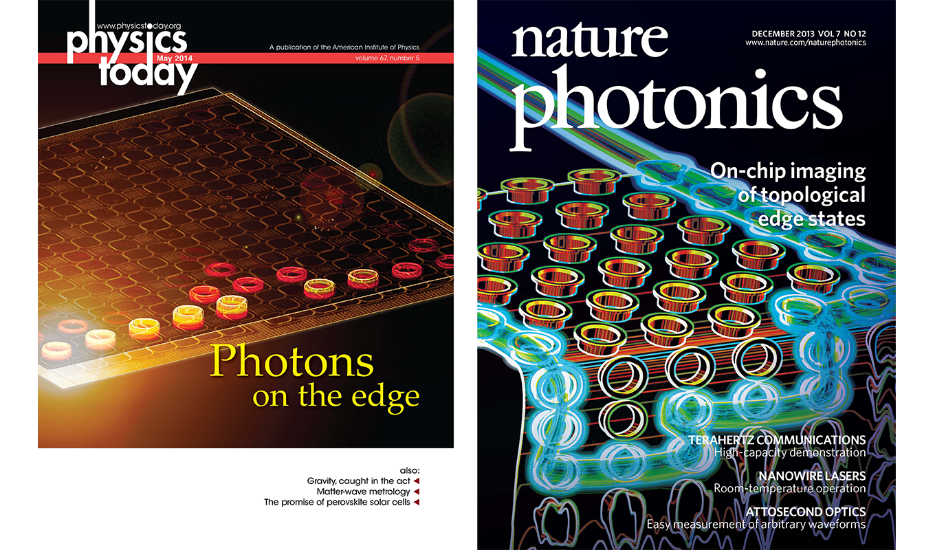 www.physicstoday.org
physics
today
May 2014
A publication of the American Institute of Physics
volume 67, number 5
Photons
on the edge
also:
Gravity, caught in the act
Matter-wave metrology
The promise of perovskite solar cells
nature
photonics
DECEMBER 2013 VOL 7 NO 12
www.nature.com/naturephotonics
On-chip imaging
of topological
edge states
TERAHERTZ COMMUNICATIONS
High-capacity demonstration
NANOWIRE LASERS
Room-temperature operation
ATTOSECOND OPTICS
Easy measurement of arbitrary waveforms